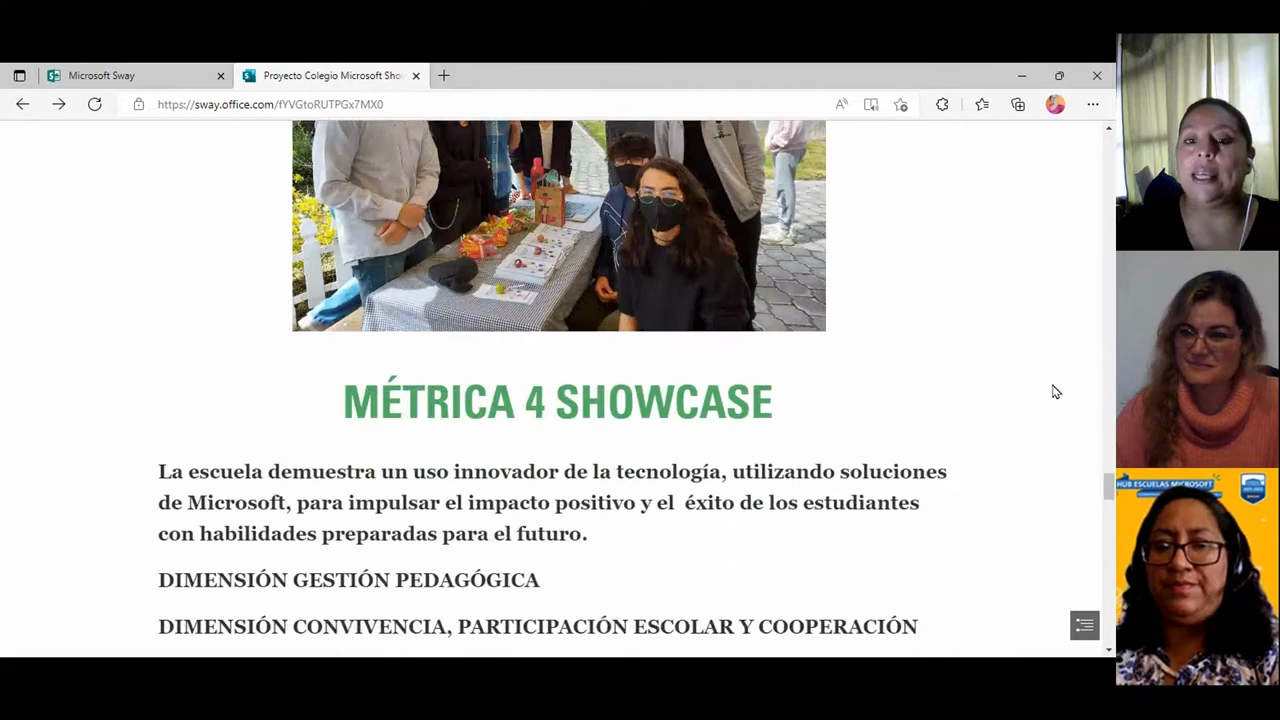 Microsoft Sway
Proyecto Colegio Microsoft Sho
https://sway.office.com/fYVGtoRUTPGx7MX0
HUB ESCUELAS MICROSOFT
MÉTRICA 4 SHOWCASE
La escuela demuestra un uso innovador de la tecnología, utilizando soluciones
de Microsoft, para impulsar el impacto positivo y el éxito de los estudiantes
con habilidades preparadas para el futuro.
DIMENSIÓN GESTIÓN PEDAGÓGICA
DIMENSIÓN CONVIVENCIA, PARTICIPACIÓN ESCOLAR Y COOPERACIÓN